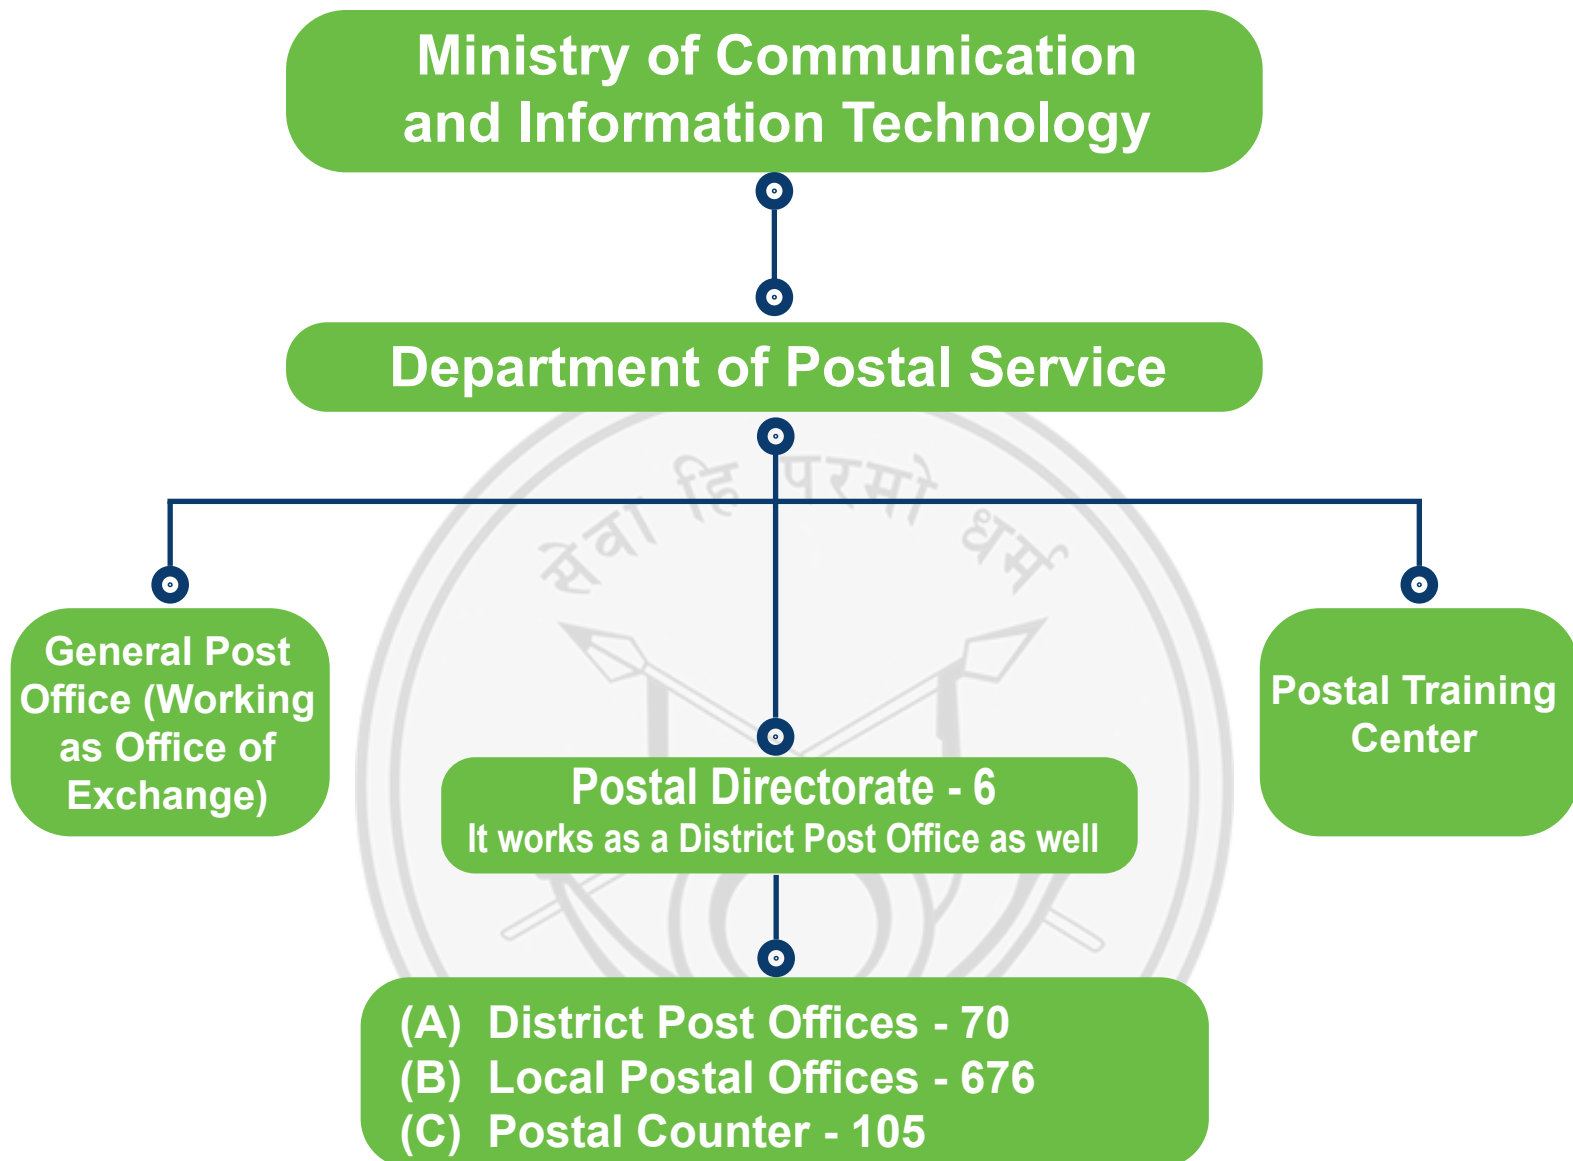 Ministry of Communication
and Information Technology
Department of Postal Service
सेवा हि परमो धर्म
General Post
Office (Working
as Office of
Exchange)
Postal Training
Center
Postal Directorate - 6
It works as a District Post Office as well
(A) District Post Offices - 70
(B) Local Postal Offices - 676
(C) Postal Counter - 105